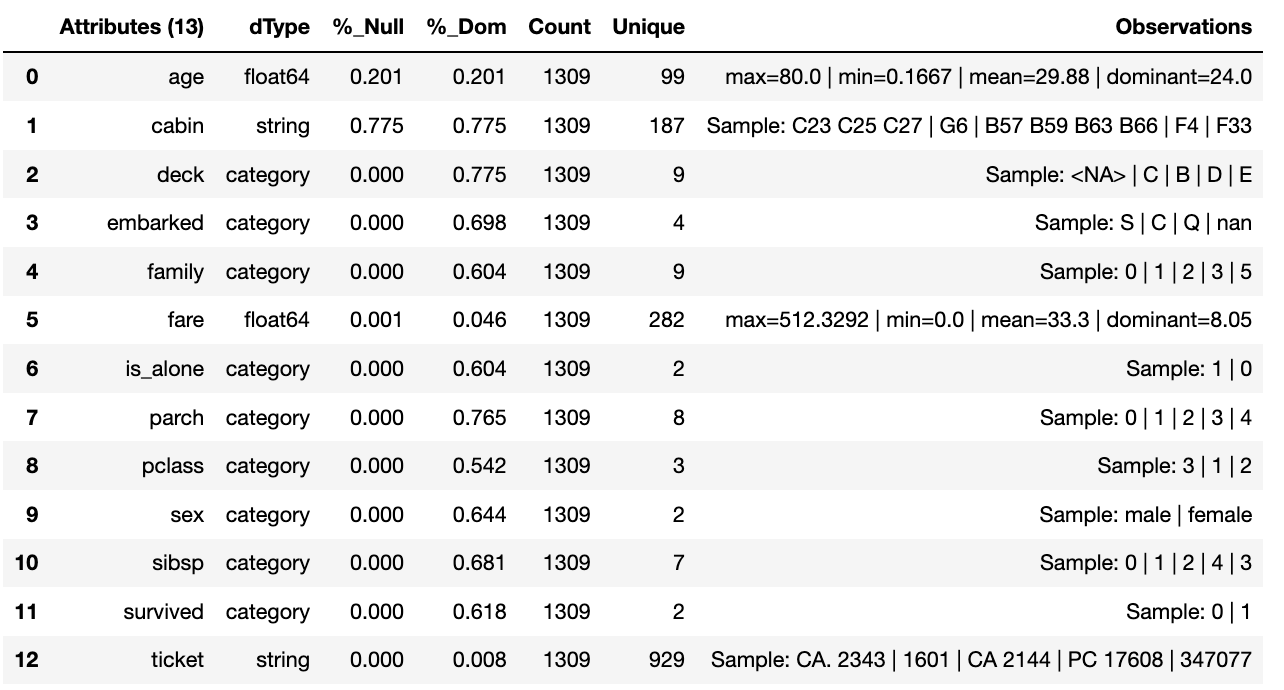 Attributes (13) dType %_Null %_Dom Count Unique Observations
0 age float64 0.201 0.201 1309 99 max=80.0 | min=0.1667 | mean=29.88 | dominant=24.0
1 cabin string 0.775 0.775 1309 187 Sample: C23 C25 C27 | G6 | B57 B59 B63 B66 | F4 | F33
2 deck category 0.000 0.775 1309 9 Sample: <NA> | C | B | D | E
3 embarked category 0.000 0.698 1309 4 Sample: S | C | Q | nan
4 family category 0.000 0.604 1309 9 Sample: 0 | 1 | 2 | 3 | 5
5 fare float64 0.001 0.046 1309 282 max=512.3292 | min=0.0 | mean=33.3 | dominant=8.05
6 is_alone category 0.000 0.604 1309 2 Sample: 1 | 0
7 parch category 0.000 0.765 1309 8 Sample: 0 | 1 | 2 | 3 | 4
8 pclass category 0.000 0.542 1309 3 Sample: 3 | 1 | 2
9 sex category 0.000 0.644 1309 2 Sample: male | female
10 sibsp category 0.000 0.681 1309 7 Sample: 0 | 1 | 2 | 4 | 3
11 survived category 0.000 0.618 1309 2 Sample: 0 | 1
12 ticket string 0.000 0.008 1309 929 Sample: CA. 2343 | 1601 | CA 2144 | PC 17608 | 347077